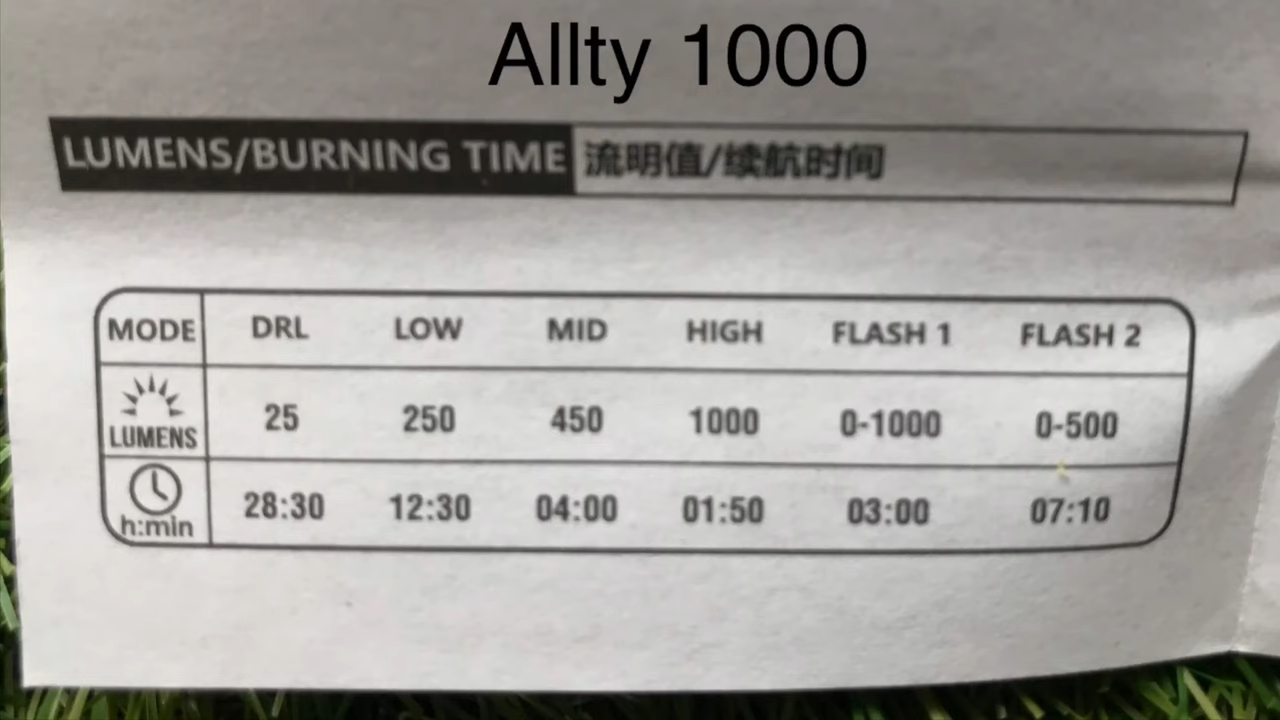 Allty 1000
LUMENS/BURNING TIME 流明值/续航时间
MODE DRL LOW MID HIGH FLASH 1 FLASH 2
LUMENS 25 250 450 1000 0-1000 0-500
h:min 28:30 12:30 04:00 01:50 03:00 07:10